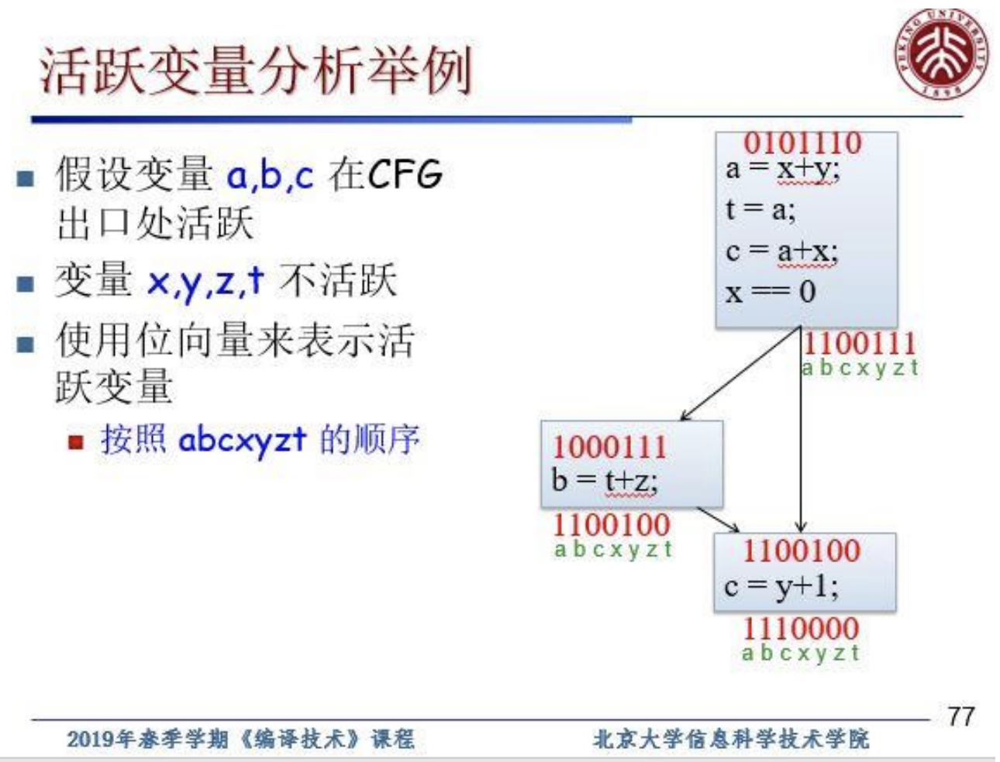 活跃变量分析举例
PEKING UNIVERSITY
1898
假设变量 a,b,c 在CFG
出口处活跃
变量 x,y,z,t 不活跃
使用位向量来表示活
跃变量
按照 abcxyzt 的顺序
0101110
a = x+y;
t = a;
c = a+x;
x == 0
1100111
a b c x y z t
1000111
b = t+z;
1100100
a b c x y z t
1100100
c = y+1;
1110000
a b c x y z t
77
2019年春季学期《编译技术》课程
北京大学信息科学技术学院